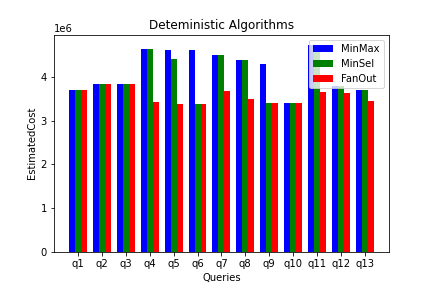 Deteministic Algorithms
1e6
MinMax
MinSel
FanOut
EstimatedCost
4
3
2
1
0
q1 q2 q3 q4 q5 q6 q7 q8 q9 q10 q11 q12 q13
Queries